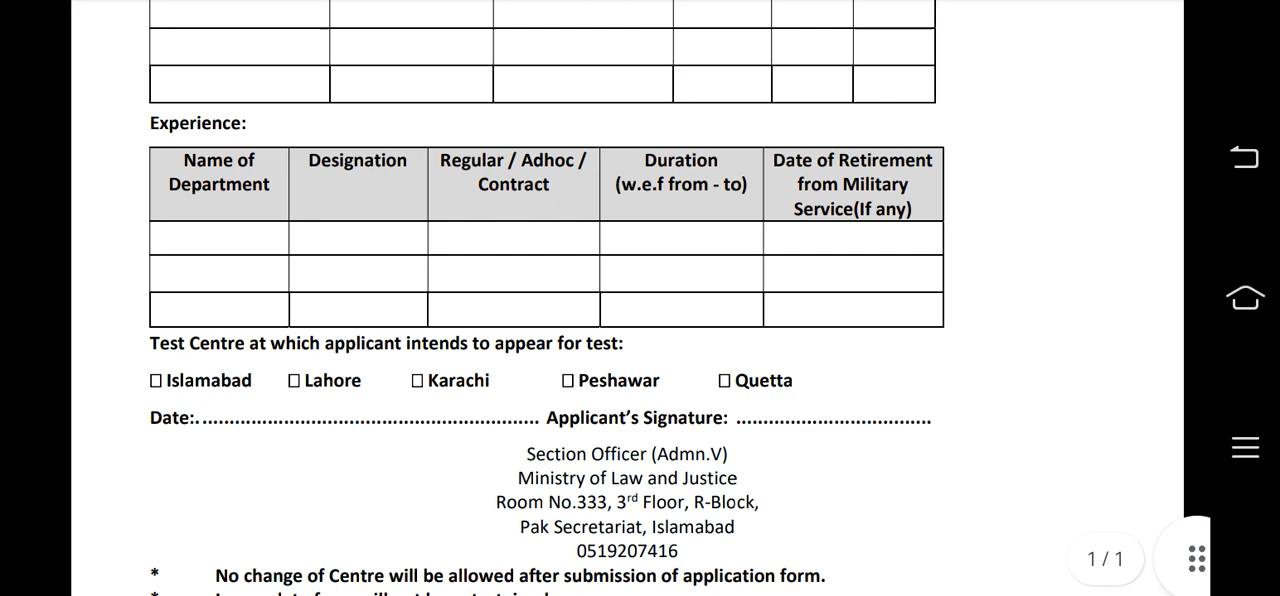 Experience:
Name of Department Designation Regular / Adhoc / Contract Duration (w.e.f from - to) Date of Retirement from Military Service(If any)
Test Centre at which applicant intends to appear for test:
☐ Islamabad ☐ Lahore ☐ Karachi ☐ Peshawar ☐ Quetta
Date:................................................................ Applicant’s Signature: ....................................
Section Officer (Admn.V)
Ministry of Law and Justice
Room No.333, 3rd Floor, R-Block,
Pak Secretariat, Islamabad
0519207416
* No change of Centre will be allowed after submission of application form.
1 / 1